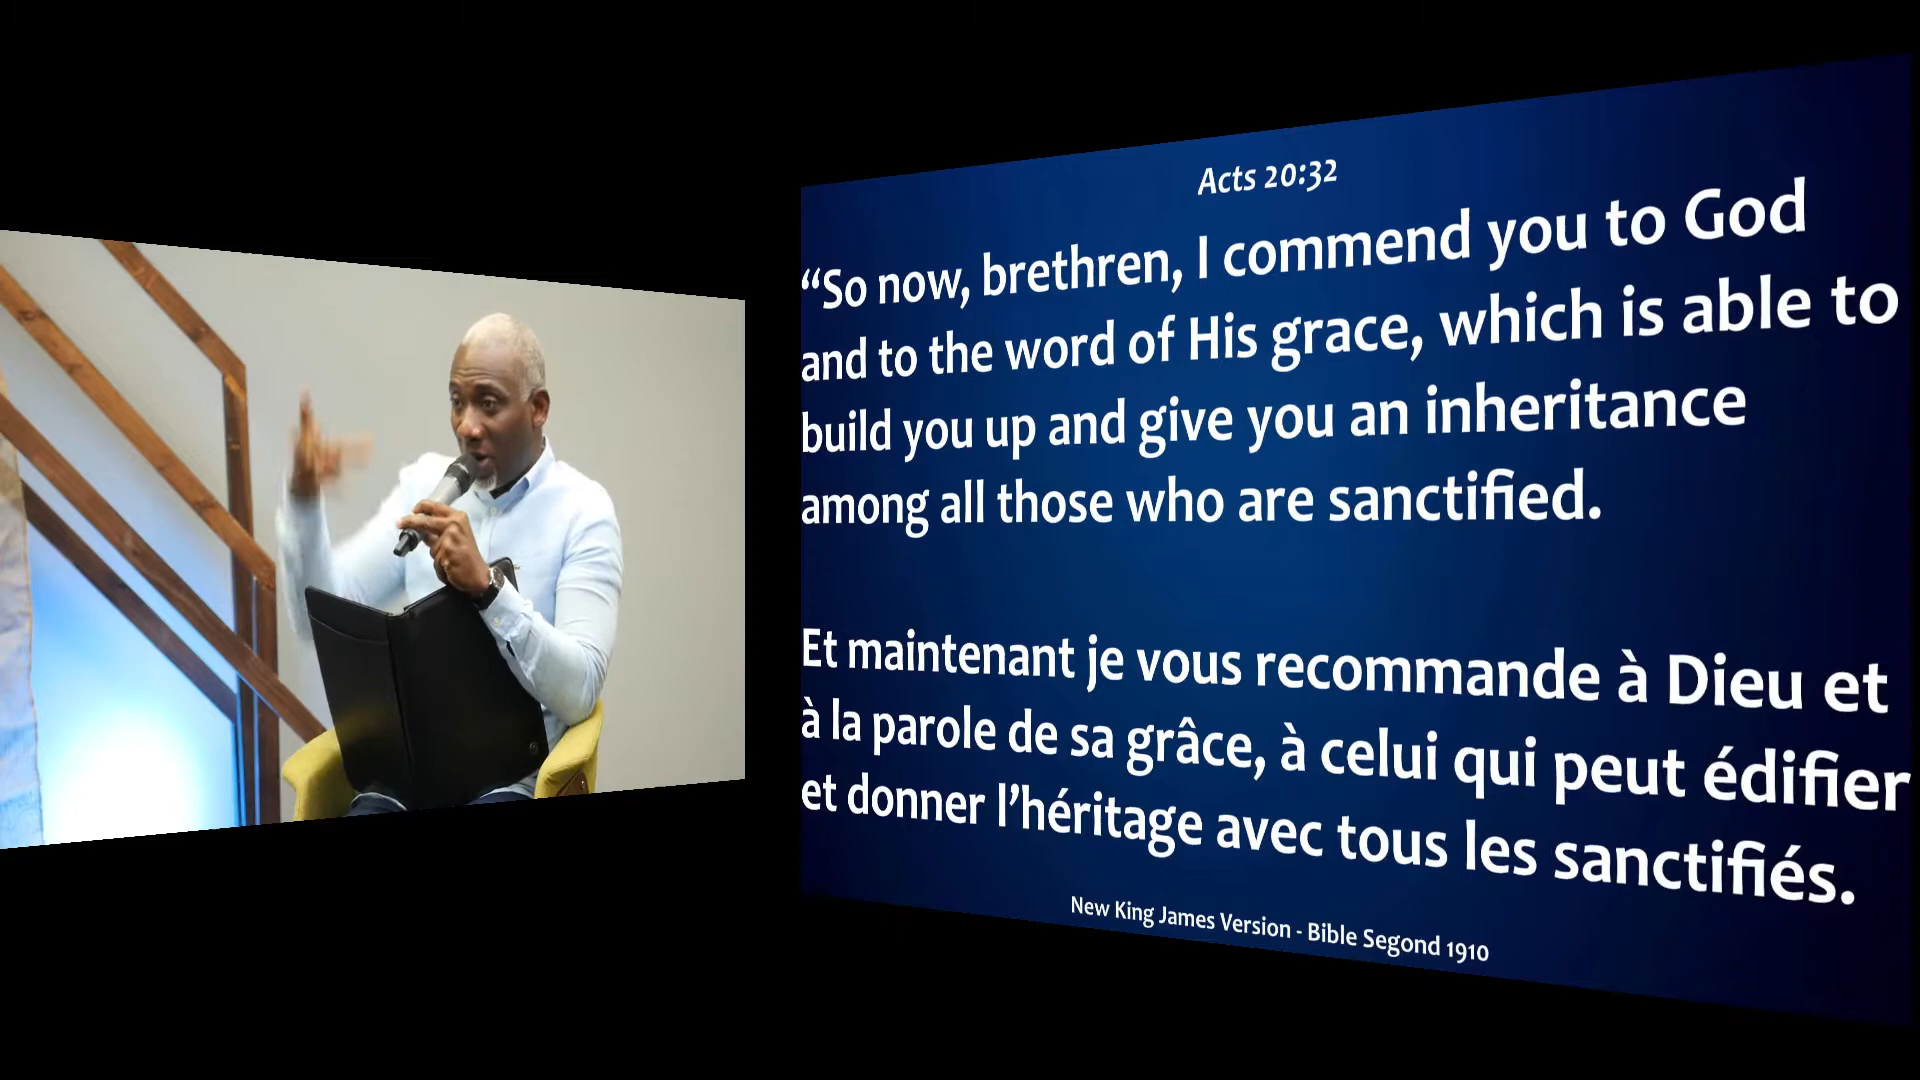 Acts 20:32
“So now, brethren, I commend you to God
and to the word of His grace, which is able to
build you up and give you an inheritance
among all those who are sanctified.
Et maintenant je vous recommande à Dieu et
à la parole de sa grâce, à celui qui peut édifier
et donner l’héritage avec tous les sanctifiés.
New King James Version - Bible Segond 1910